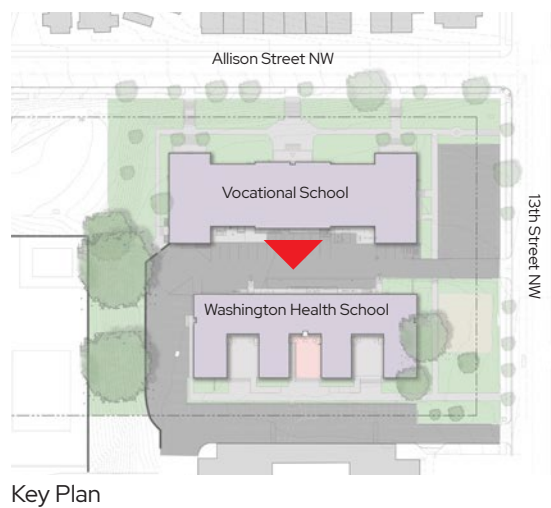 Allison Street NW
Vocational School
13th Street NW
Washington Health School
Key Plan